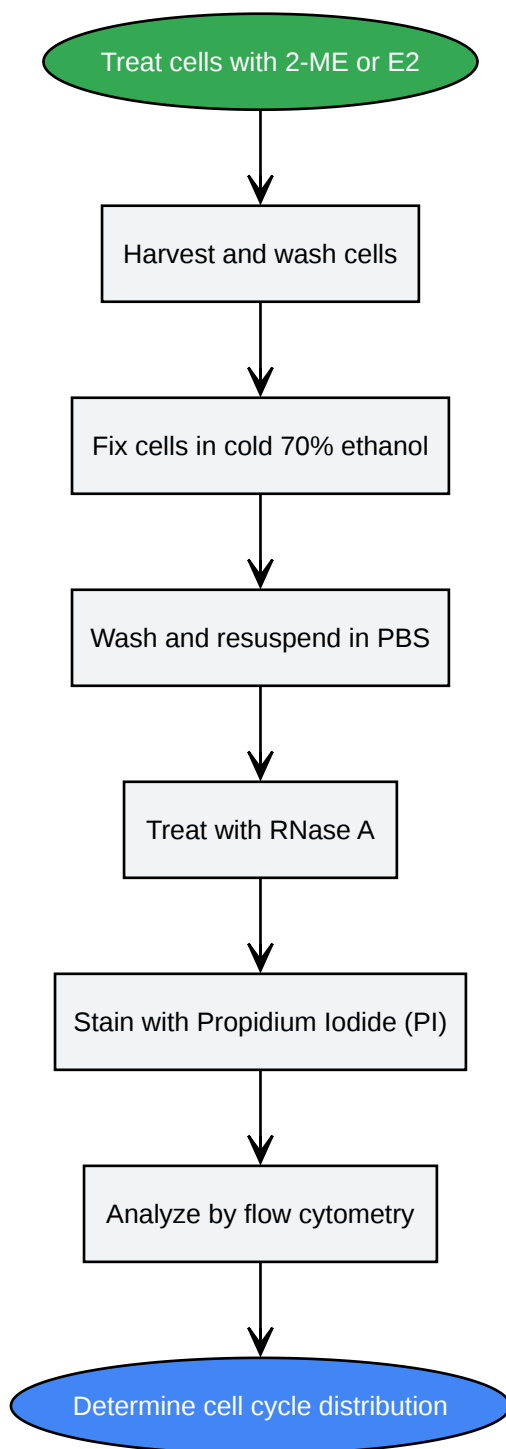 Treat cells with 2-ME or E2
Harvest and wash cells
Fix cells in cold 70% ethanol
Wash and resuspend in PBS
Treat with RNase A
Stain with Propidium Iodide (PI)
Analyze by flow cytometry
Determine cell cycle distribution